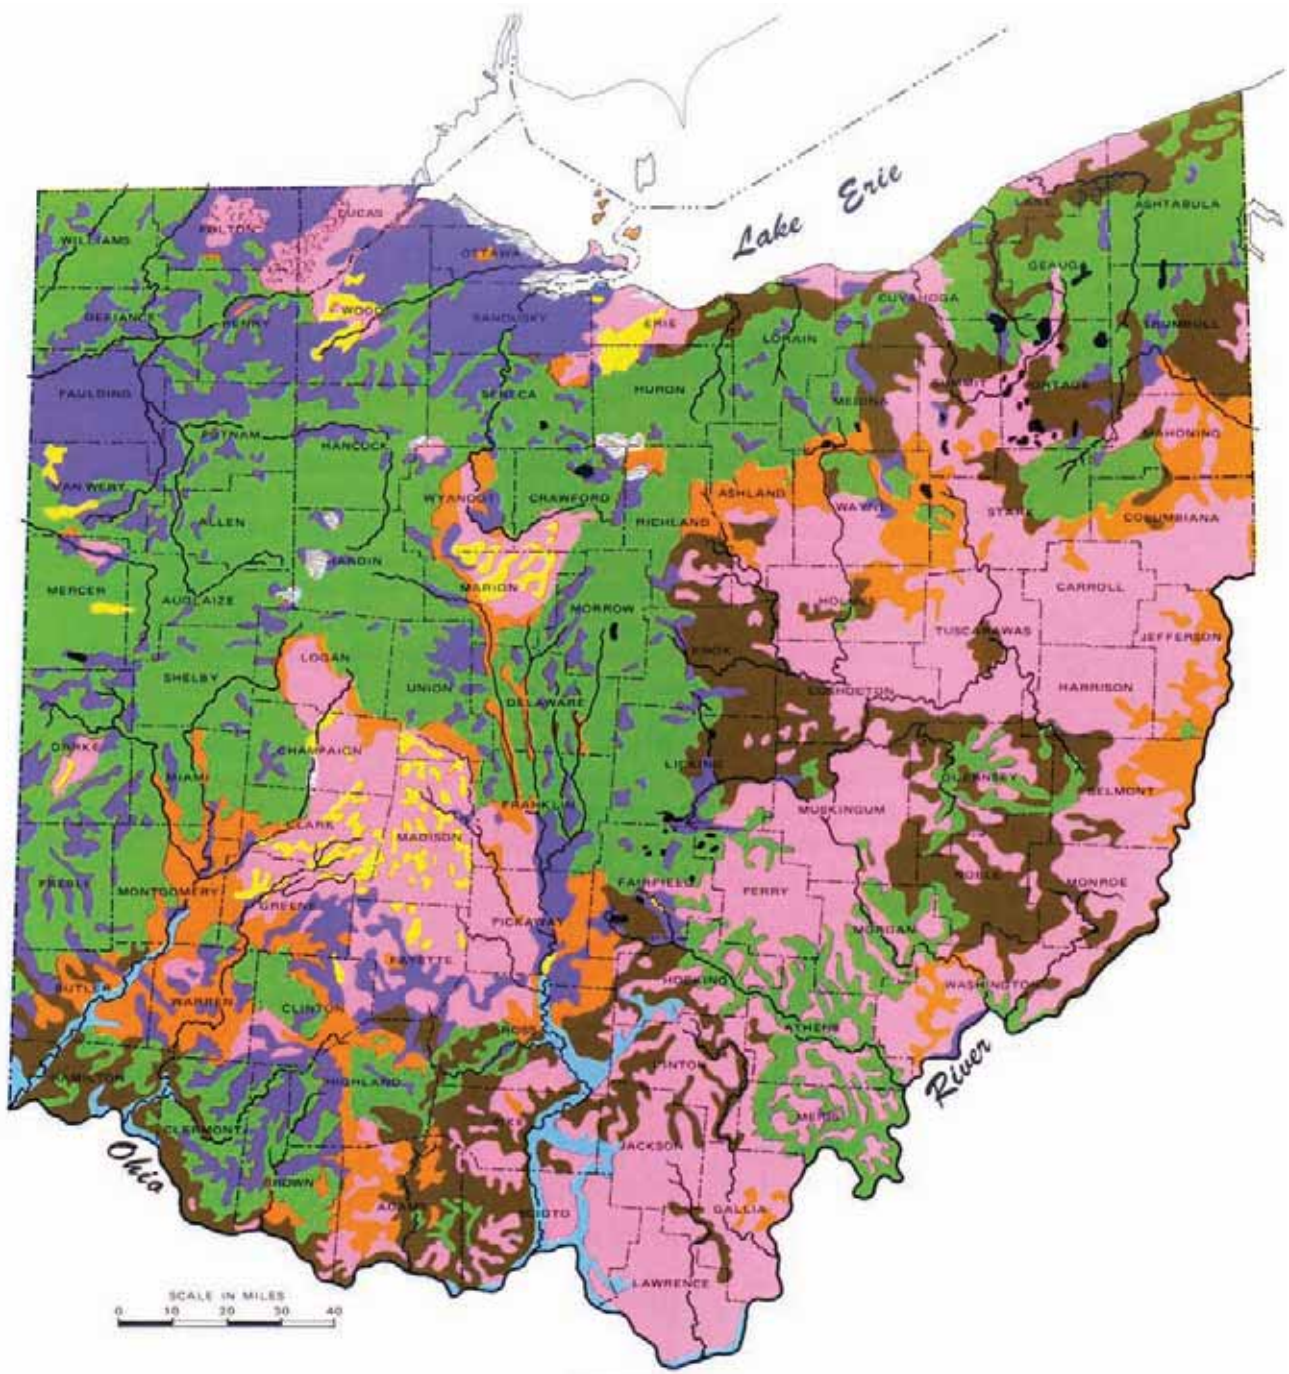 Lake Erie
LUCAS
FULTON
WILLIAMS
LAKE
ASHTABULA
OTTAWA
GEAUGA
CUYAHOGA
WOOD
DEFIANCE
HENRY
SANDUSKY
ERIE
TRUMBULL
LORAIN
SUMMIT
PORTAGE
PAULDING
SENECA
HURON
MEDINA
PUTNAM
HANCOCK
MAHONING
VAN WERT
WYANDOT
CRAWFORD
ASHLAND
WAYNE
STARK
COLUMBIANA
ALLEN
RICHLAND
HARDIN
MERCER
AUGLAIZE
MARION
MORROW
HOLMES
CARROLL
TUSCARAWAS
JEFFERSON
LOGAN
KNOX
SHELBY
UNION
DELAWARE
COSHOCTON
HARRISON
DARKE
CHAMPAIGN
MIAMI
LICKING
GUERNSEY
BELMONT
FRANKLIN
MUSKINGUM
CLARK
MADISON
PREBLE
MONTGOMERY
FAIRFIELD
PERRY
NOBLE
MONROE
GREENE
PICKAWAY
MORGAN
FAYETTE
BUTLER
WARREN
CLINTON
HOCKING
WASHINGTON
ROSS
ATHENS
HAMILTON
HIGHLAND
VINTON
River
CLERMONT
PIKE
MEIGS
JACKSON
Ohio
BROWN
ADAMS
SCIOTO
GALLIA
LAWRENCE
SCALE IN MILES
0 10 20 30 40